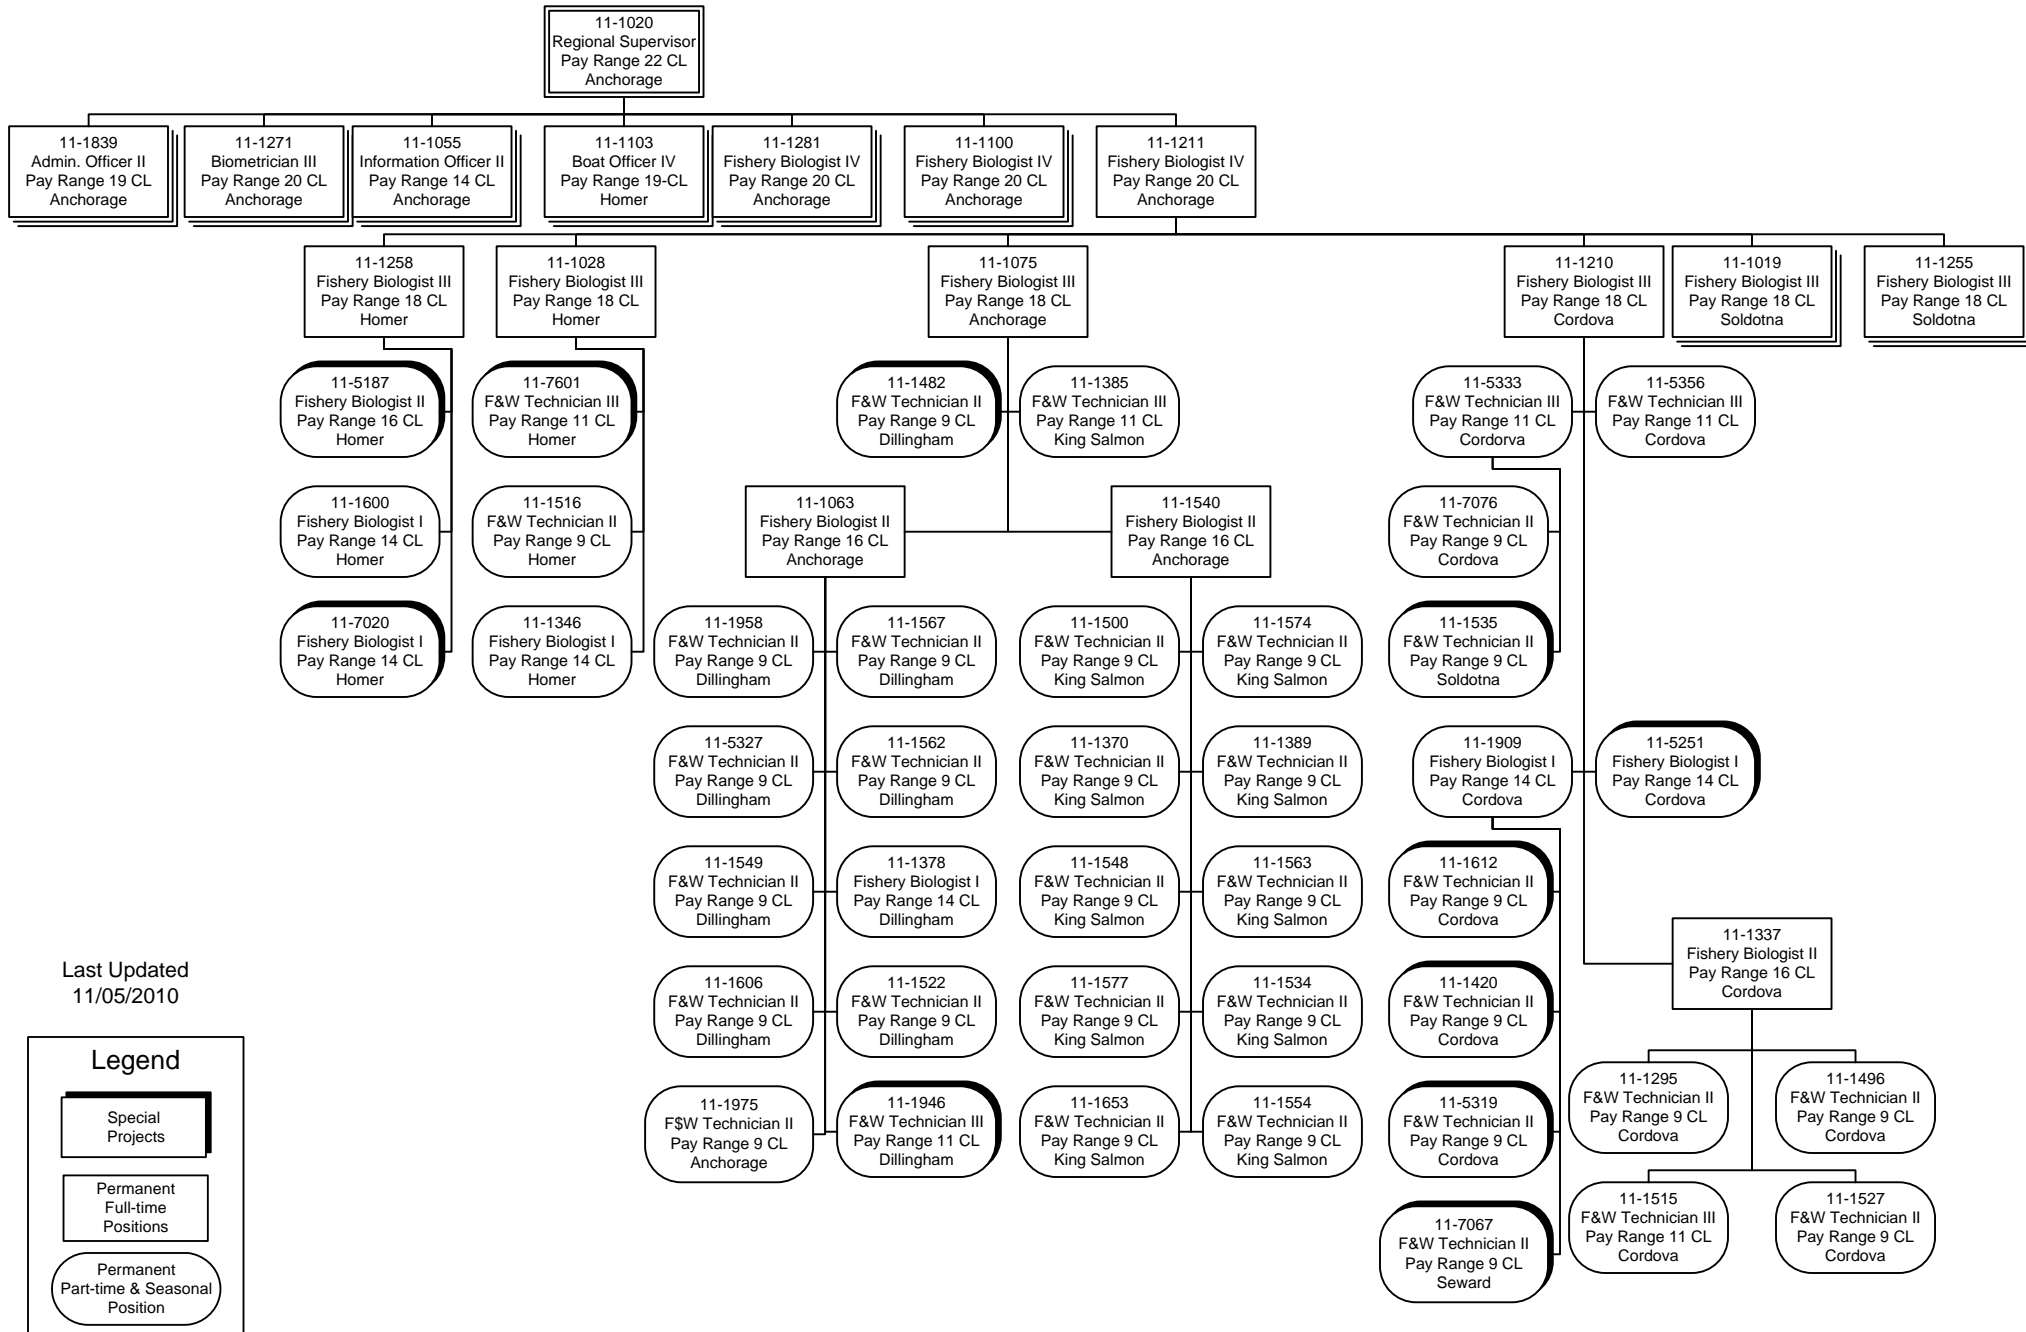 11-1020
Regional Supervisor
Pay Range 22 CL
Anchorage
11-1839
Admin. Officer II
Pay Range 19 CL
Anchorage
11-1271
Biometrician III
Pay Range 20 CL
Anchorage
11-1055
Information Officer II
Pay Range 14 CL
Anchorage
11-1103
Boat Officer IV
Pay Range 19-CL
Homer
11-1281
Fishery Biologist IV
Pay Range 20 CL
Anchorage
11-1100
Fishery Biologist IV
Pay Range 20 CL
Anchorage
11-1211
Fishery Biologist IV
Pay Range 20 CL
Anchorage
11-1258
Fishery Biologist III
Pay Range 18 CL
Homer
11-1028
Fishery Biologist III
Pay Range 18 CL
Homer
11-1075
Fishery Biologist III
Pay Range 18 CL
Anchorage
11-1210
Fishery Biologist III
Pay Range 18 CL
Cordova
11-1019
Fishery Biologist III
Pay Range 18 CL
Soldotna
11-1255
Fishery Biologist III
Pay Range 18 CL
Soldotna
11-5187
Fishery Biologist II
Pay Range 16 CL
Homer
11-7601
F&W Technician III
Pay Range 11 CL
Homer
11-1482
F&W Technician II
Pay Range 9 CL
Dillingham
11-1385
F&W Technician III
Pay Range 11 CL
King Salmon
11-5333
F&W Technician III
Pay Range 11 CL
Cordorva
11-5356
F&W Technician III
Pay Range 11 CL
Cordova
11-1600
Fishery Biologist I
Pay Range 14 CL
Homer
11-1516
F&W Technician II
Pay Range 9 CL
Homer
11-1063
Fishery Biologist II
Pay Range 16 CL
Anchorage
11-1540
Fishery Biologist II
Pay Range 16 CL
Anchorage
11-7076
F&W Technician II
Pay Range 9 CL
Cordova
11-7020
Fishery Biologist I
Pay Range 14 CL
Homer
11-1346
Fishery Biologist I
Pay Range 14 CL
Homer
11-1958
F&W Technician II
Pay Range 9 CL
Dillingham
11-1567
F&W Technician II
Pay Range 9 CL
Dillingham
11-1500
F&W Technician II
Pay Range 9 CL
King Salmon
11-1574
F&W Technician II
Pay Range 9 CL
King Salmon
11-1535
F&W Technician II
Pay Range 9 CL
Soldotna
11-5327
F&W Technician II
Pay Range 9 CL
Dillingham
11-1562
F&W Technician II
Pay Range 9 CL
Dillingham
11-1370
F&W Technician II
Pay Range 9 CL
King Salmon
11-1389
F&W Technician II
Pay Range 9 CL
King Salmon
11-1909
Fishery Biologist I
Pay Range 14 CL
Cordova
11-5251
Fishery Biologist I
Pay Range 14 CL
Cordova
11-1549
F&W Technician II
Pay Range 9 CL
Dillingham
11-1378
Fishery Biologist I
Pay Range 14 CL
Dillingham
11-1548
F&W Technician II
Pay Range 9 CL
King Salmon
11-1563
F&W Technician II
Pay Range 9 CL
King Salmon
11-1612
F&W Technician II
Pay Range 9 CL
Cordova
11-1337
Fishery Biologist II
Pay Range 16 CL
Cordova
11-1606
F&W Technician II
Pay Range 9 CL
Dillingham
11-1522
F&W Technician II
Pay Range 9 CL
Dillingham
11-1577
F&W Technician II
Pay Range 9 CL
King Salmon
11-1534
F&W Technician II
Pay Range 9 CL
King Salmon
11-1420
F&W Technician II
Pay Range 9 CL
Cordova
11-1975
F$W Technician II
Pay Range 9 CL
Anchorage
11-1946
F&W Technician III
Pay Range 11 CL
Dillingham
11-1653
F&W Technician II
Pay Range 9 CL
King Salmon
11-1554
F&W Technician II
Pay Range 9 CL
King Salmon
11-5319
F&W Technician II
Pay Range 9 CL
Cordova
11-1295
F&W Technician II
Pay Range 9 CL
Cordova
11-1496
F&W Technician II
Pay Range 9 CL
Cordova
11-7067
F&W Technician II
Pay Range 9 CL
Seward
11-1515
F&W Technician III
Pay Range 11 CL
Cordova
11-1527
F&W Technician II
Pay Range 9 CL
Cordova
Last Updated
11/05/2010
Legend
Special
Projects
Permanent
Full-time
Positions
Permanent
Part-time & Seasonal
Position